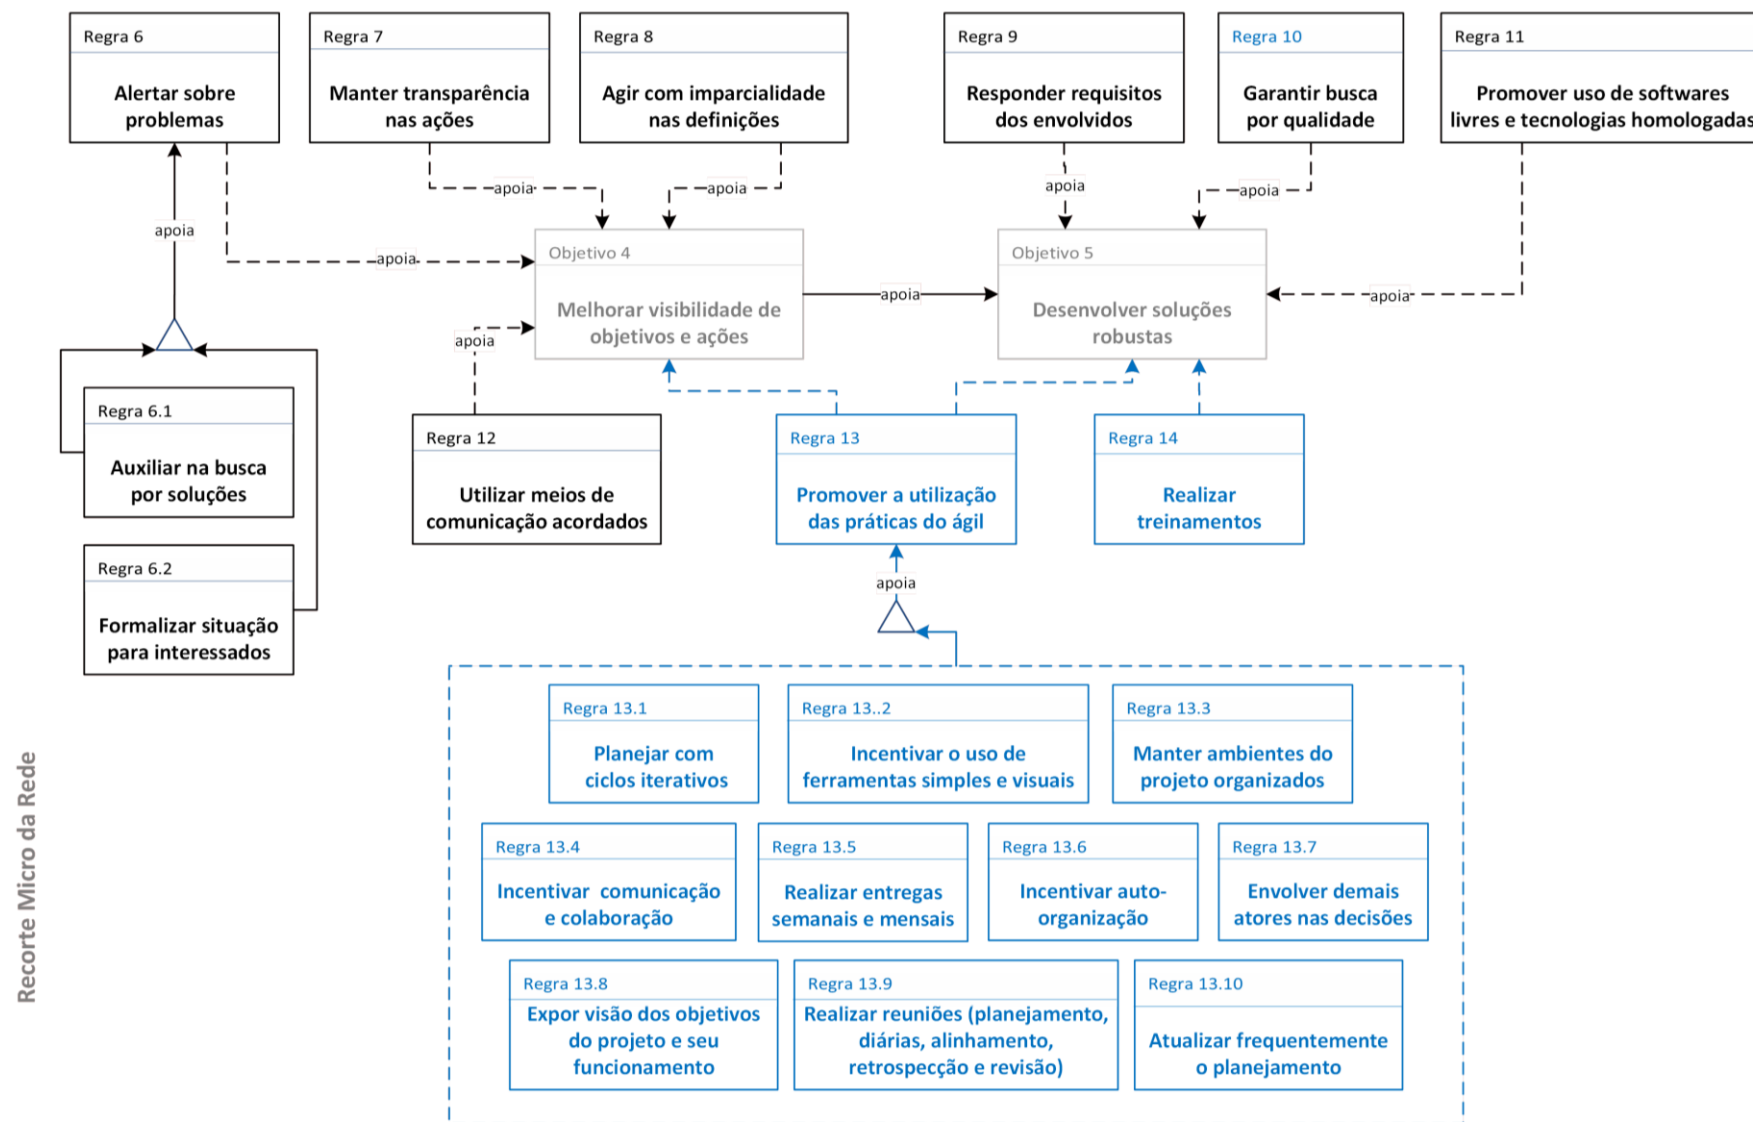 Regra 6
Alertar sobre
problemas
Regra 7
Manter transparência
nas ações
Regra 8
Agir com imparcialidade
nas definições
Regra 9
Responder requisitos
dos envolvidos
Regra 10
Garantir busca
por qualidade
Regra 11
Promover uso de softwares
livres e tecnologias homologadas
apoia
apoia
apoia
apoia
apoia
apoia
apoia
apoia
apoia
Objetivo 4
Melhorar visibilidade de
objetivos e ações
Objetivo 5
Desenvolver soluções
robustas
apoia
Regra 6.1
Auxiliar na busca
por soluções
Regra 6.2
Formalizar situação
para interessados
Regra 12
Utilizar meios de
comunicação acordados
Regra 13
Promover a utilização
das práticas do ágil
Regra 14
Realizar
treinamentos
apoia
Regra 13.1
Planejar com
ciclos iterativos
Regra 13..2
Incentivar o uso de
ferramentas simples e visuais
Regra 13.3
Manter ambientes do
projeto organizados
Regra 13.4
Incentivar comunicação
e colaboração
Regra 13.5
Realizar entregas
semanais e mensais
Regra 13.6
Incentivar auto-
organização
Regra 13.7
Envolver demais
atores nas decisões
Regra 13.8
Expor visão dos objetivos
do projeto e seu
funcionamento
Regra 13.9
Realizar reuniões (planejamento,
diárias, alinhamento,
retrospecção e revisão)
Regra 13.10
Atualizar frequentemente
o planejamento
Recorte Micro da Rede